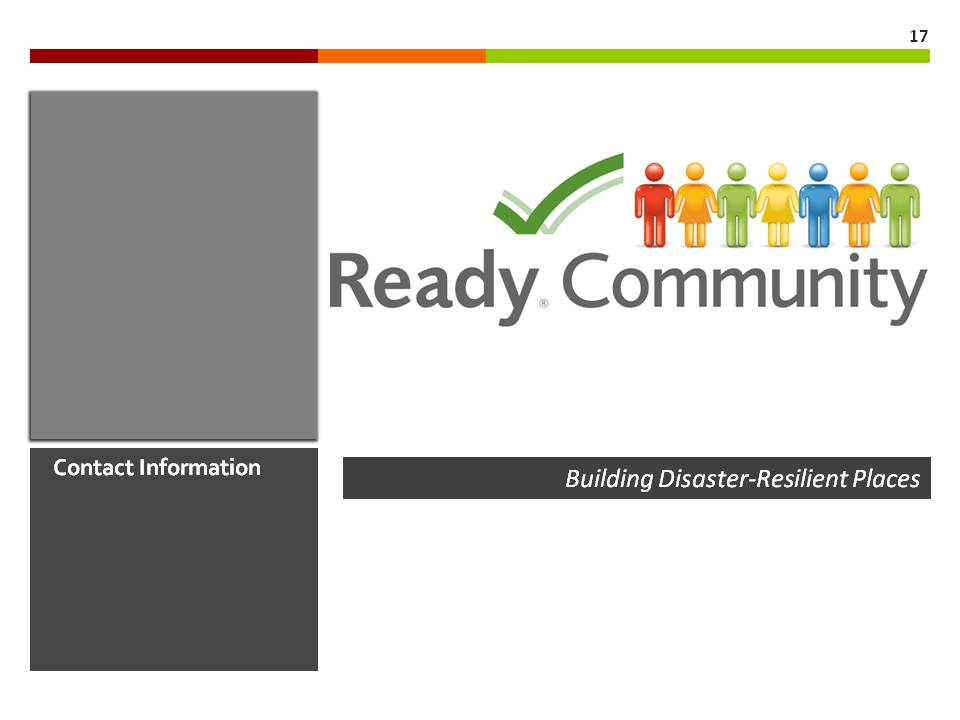 17
Ready® Community
Contact Information
Building Disaster-Resilient Places